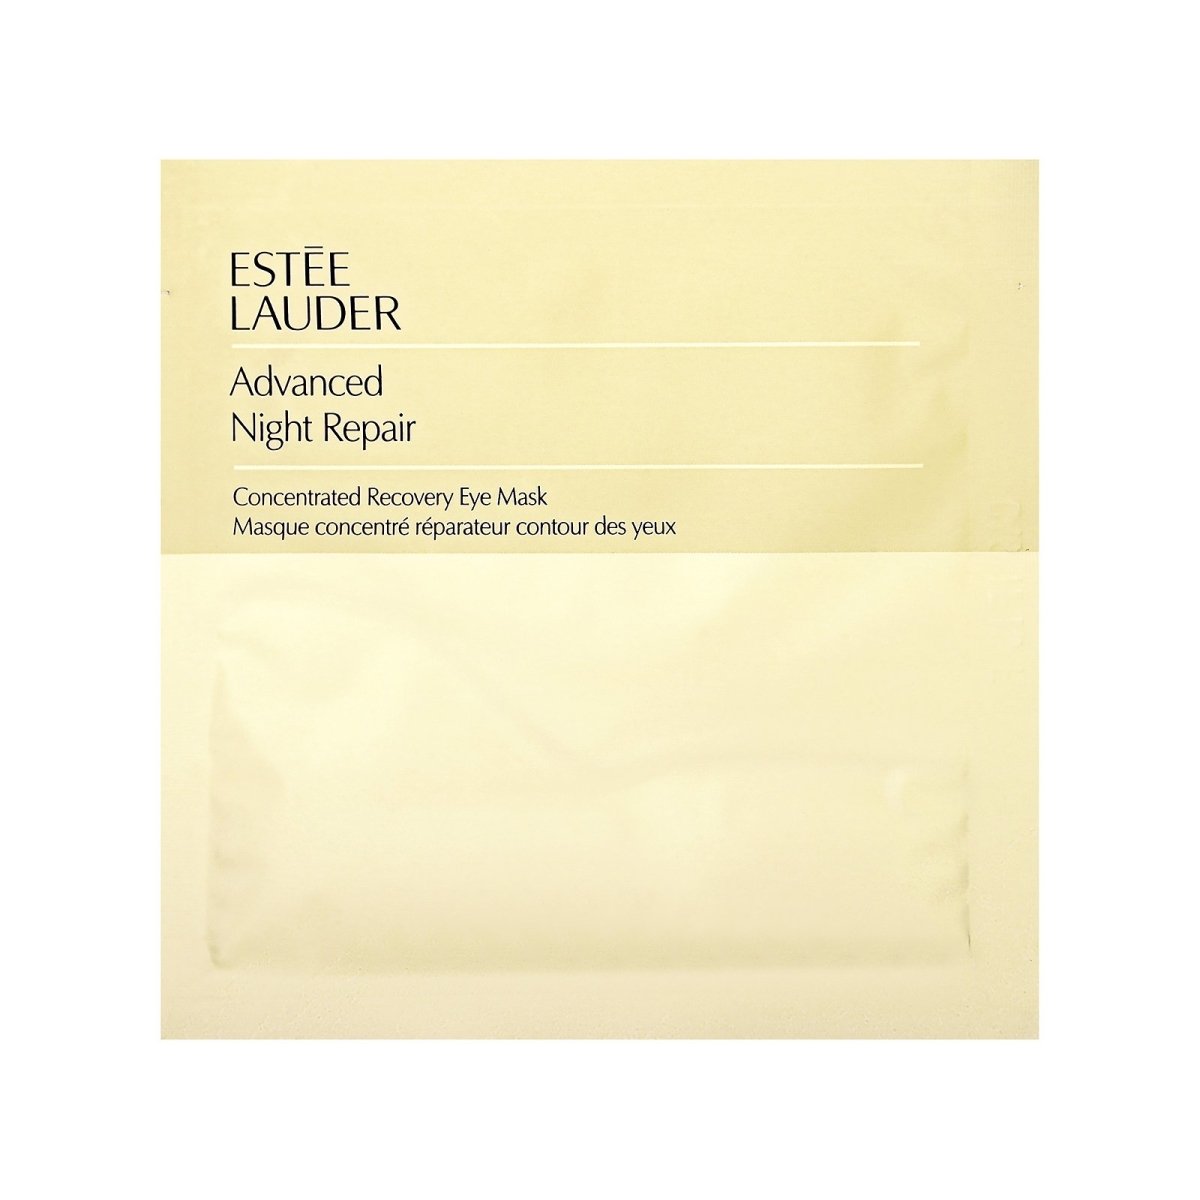 ESTĒE
LAUDER
Advanced
Night Repair
Concentrated Recovery Eye Mask
Masque concentré réparateur contour des yeux